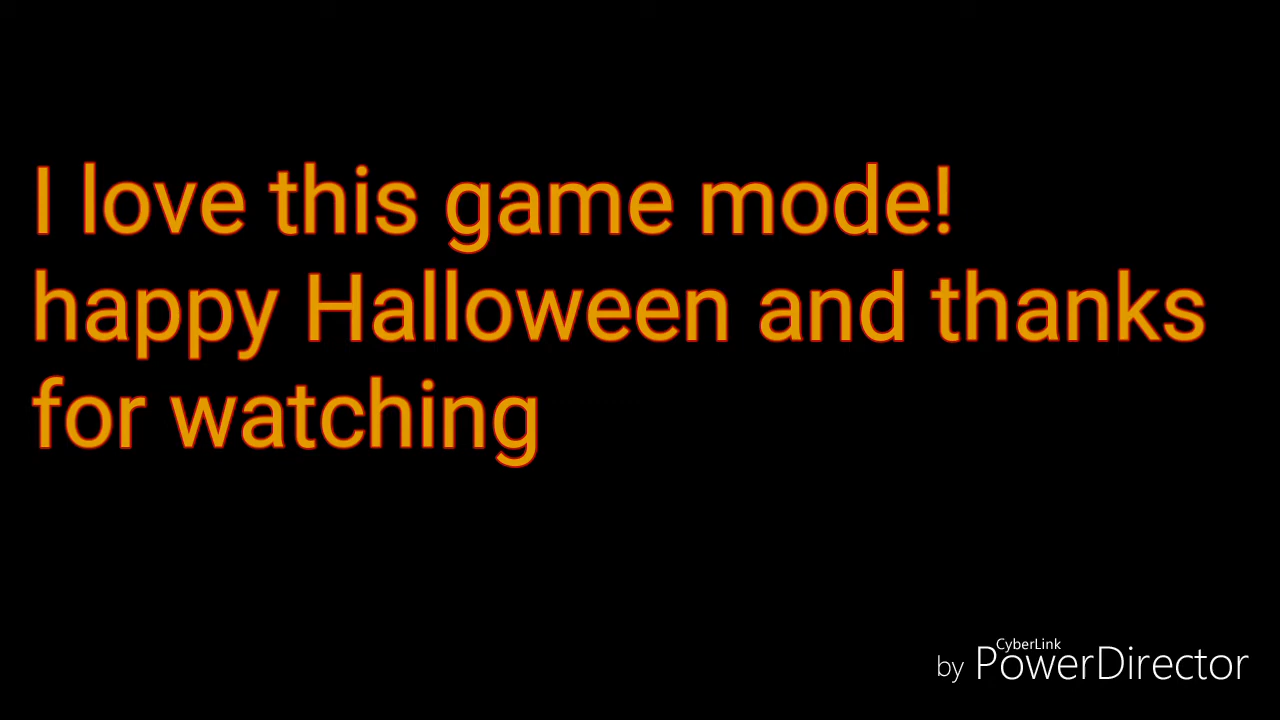 I love this game mode!
happy Halloween and thanks
for watching
CyberLink
by PowerDirector